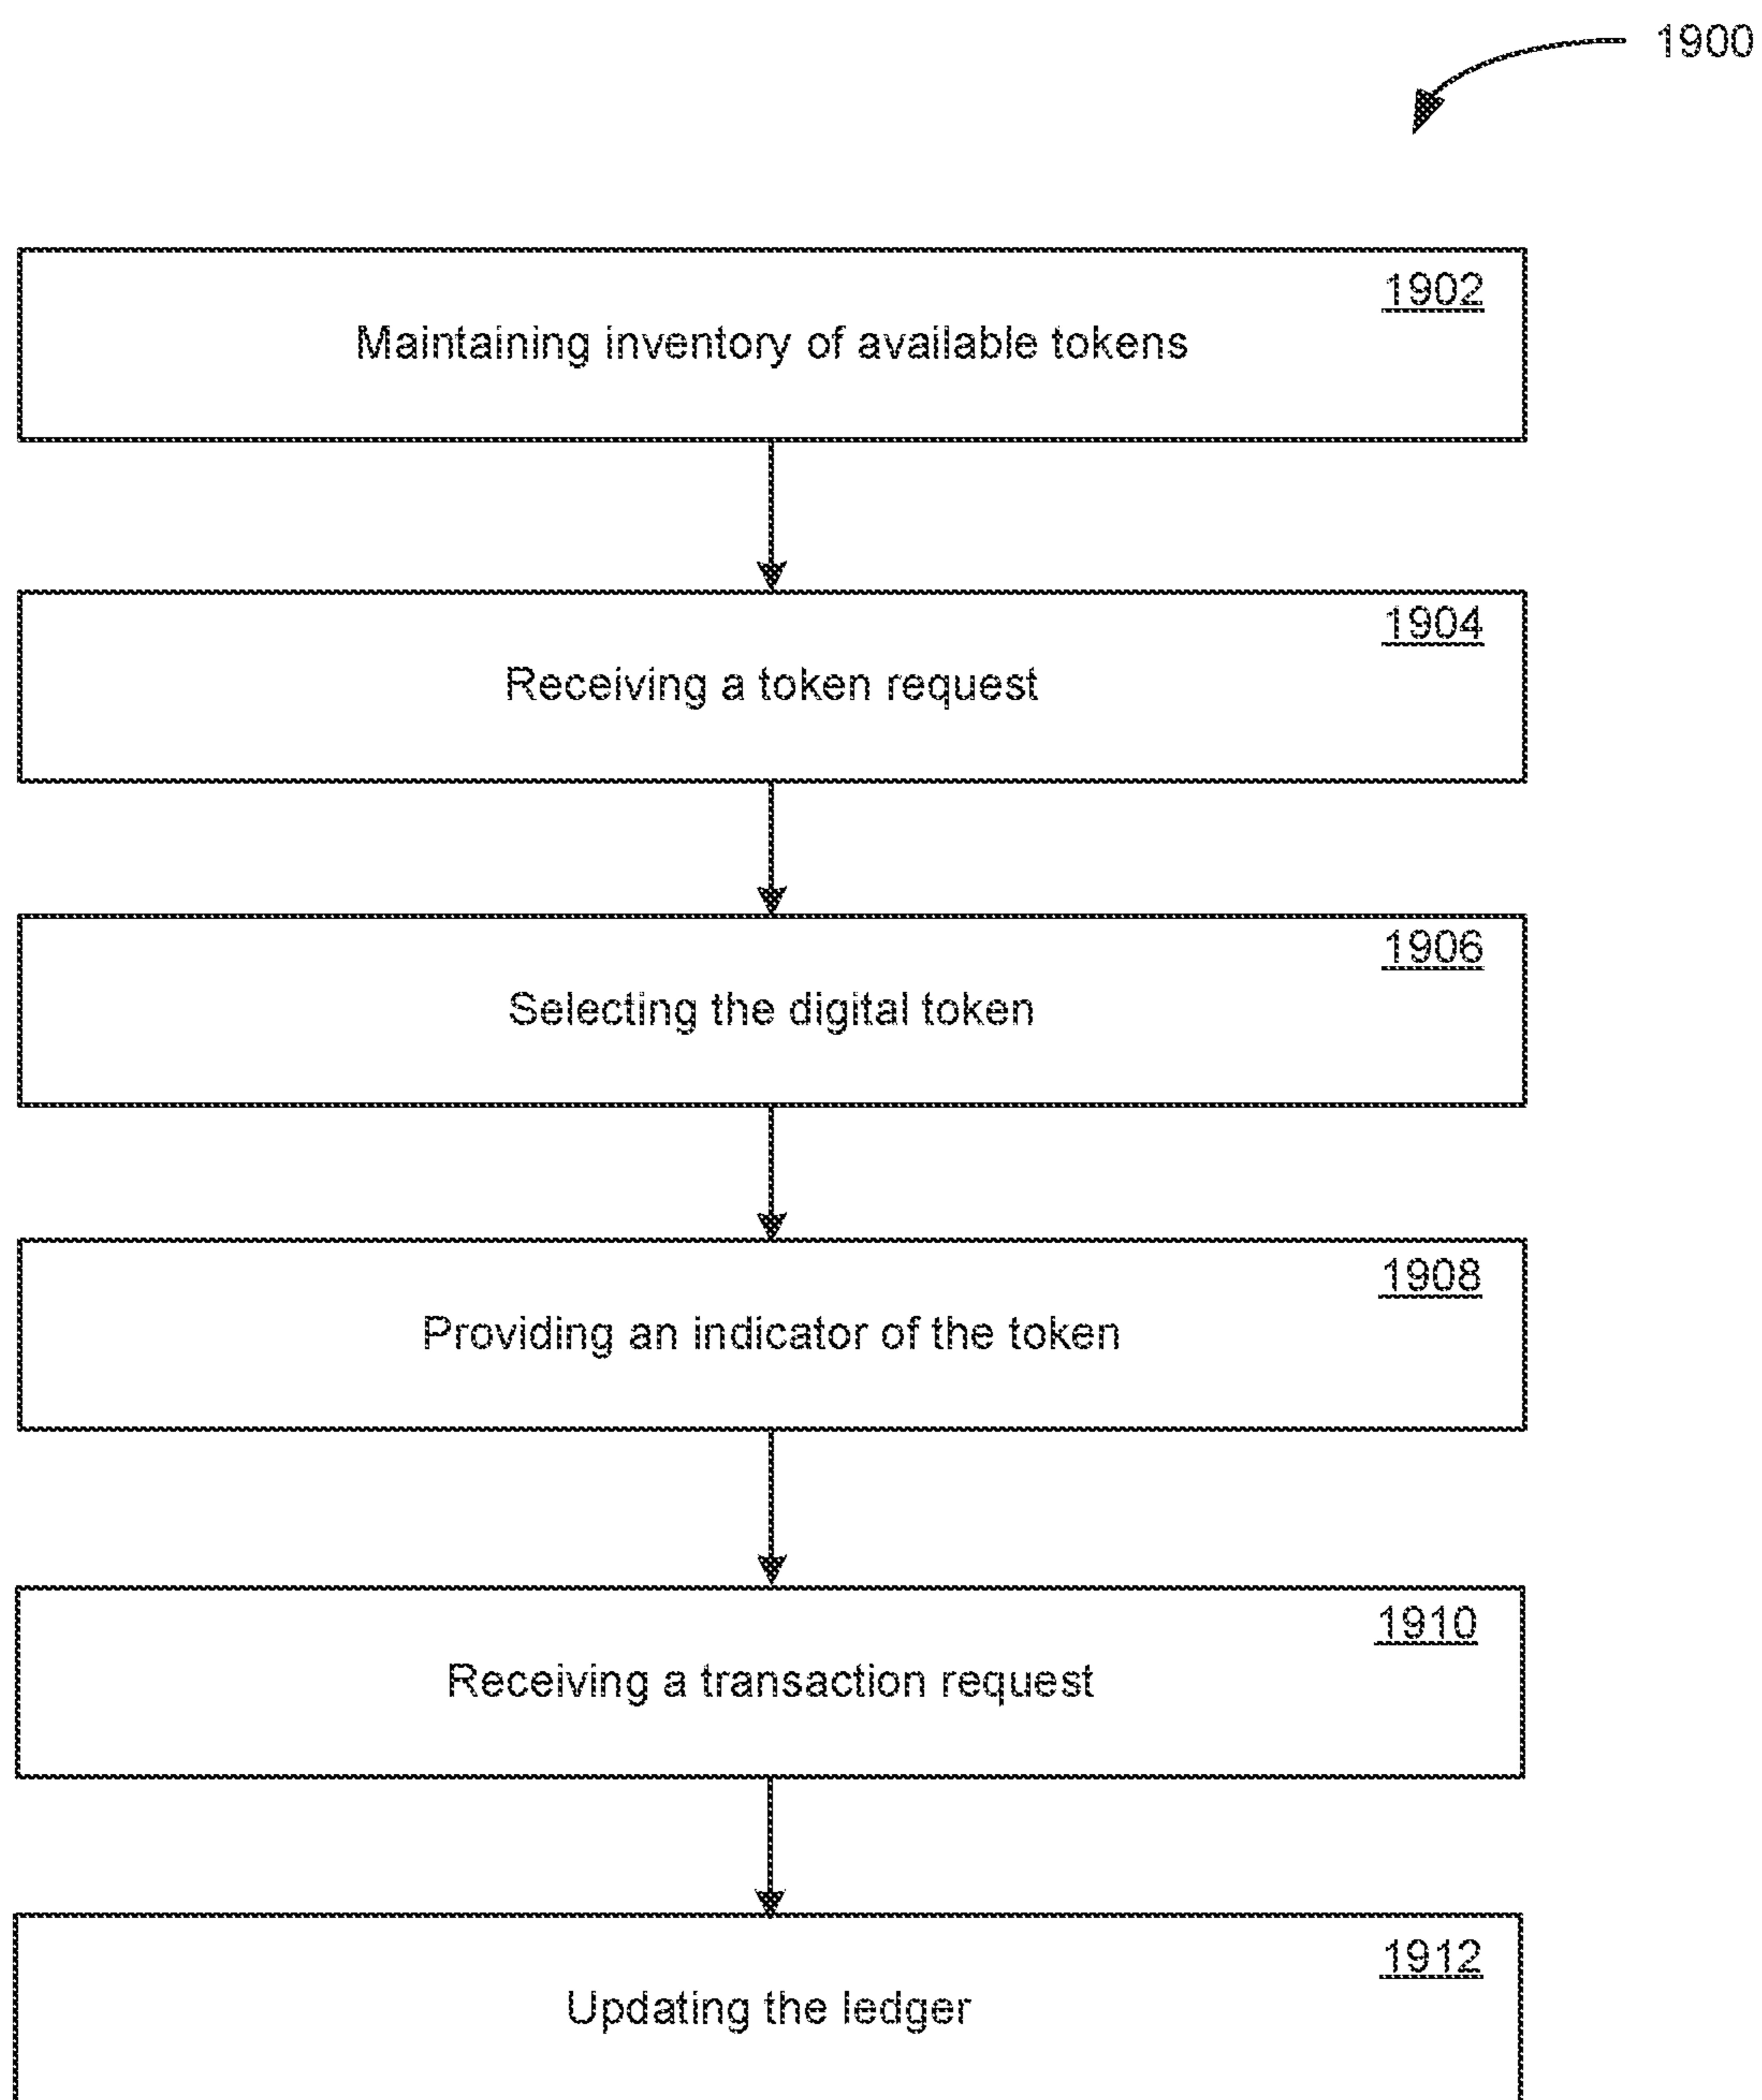 1900
1902
Maintaining inventory of available tokens
1904
Receiving a token request
1906
Selecting the digital token
1908
Providing an indicator of the token
1910
Receiving a transaction request
1912
Updating the ledger